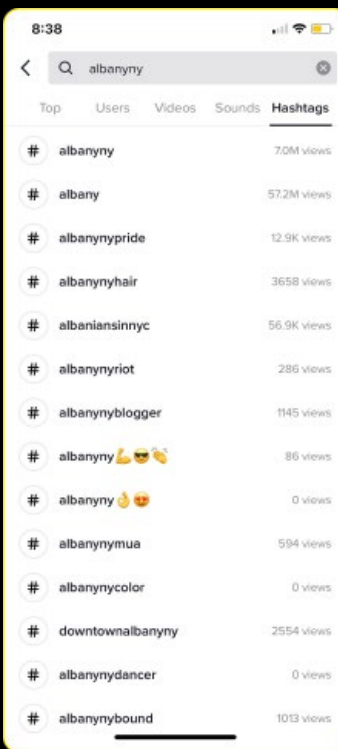 8:38
albanyny
Top Users Videos Sounds Hashtags
# albanyny 7.0M views
# albany 57.2M views
# albanynypride 12.9K views
# albanynyhair 3658 views
# albaniansinnyc 56.9K views
# albanynyriot 286 views
# albanynyblogger 1145 views
# albanyny💪😎👏 86 views
# albanyny👌😍 0 views
# albanynymua 594 views
# albanynycolor 0 views
# downtownalbanyny 2554 views
# albanynydancer 0 views
# albanynybound 1013 views